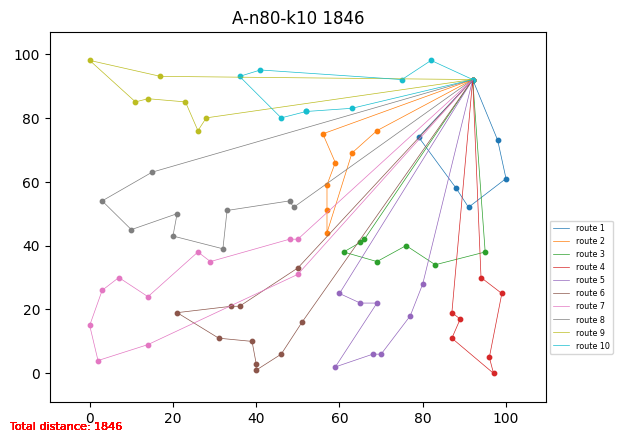 A-n80-k10 1846
100
80
60
40
20
0
0
20
40
60
80
100
route 1
route 2
route 3
route 4
route 5
route 6
route 7
route 8
route 9
route 10
Total distance: 1846